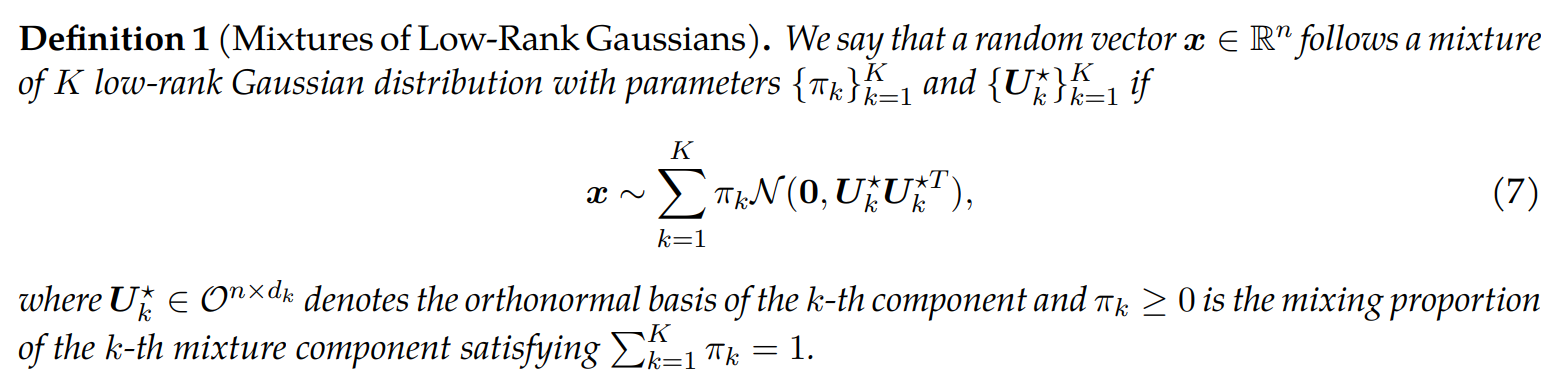 Definition 1 (Mixtures of Low-Rank Gaussians). We say that a random vector $\boldsymbol{x} \in \mathbb{R}^n$ follows a mixture
of K low-rank Gaussian distribution with parameters $\{\pi_k\}_{k=1}^K$ and $\{\boldsymbol{U}_k^\star\}_{k=1}^K$ if
$$\boldsymbol{x} \sim \sum_{k=1}^K \pi_k \mathcal{N}(\boldsymbol{0}, \boldsymbol{U}_k^\star \boldsymbol{U}_k^{\star T}), \quad (7)$$
where $\boldsymbol{U}_k^\star \in \mathcal{O}^{n \times d_k}$ denotes the orthonormal basis of the k-th component and $\pi_k \geq 0$ is the mixing proportion
of the k-th mixture component satisfying $\sum_{k=1}^K \pi_k = 1$.